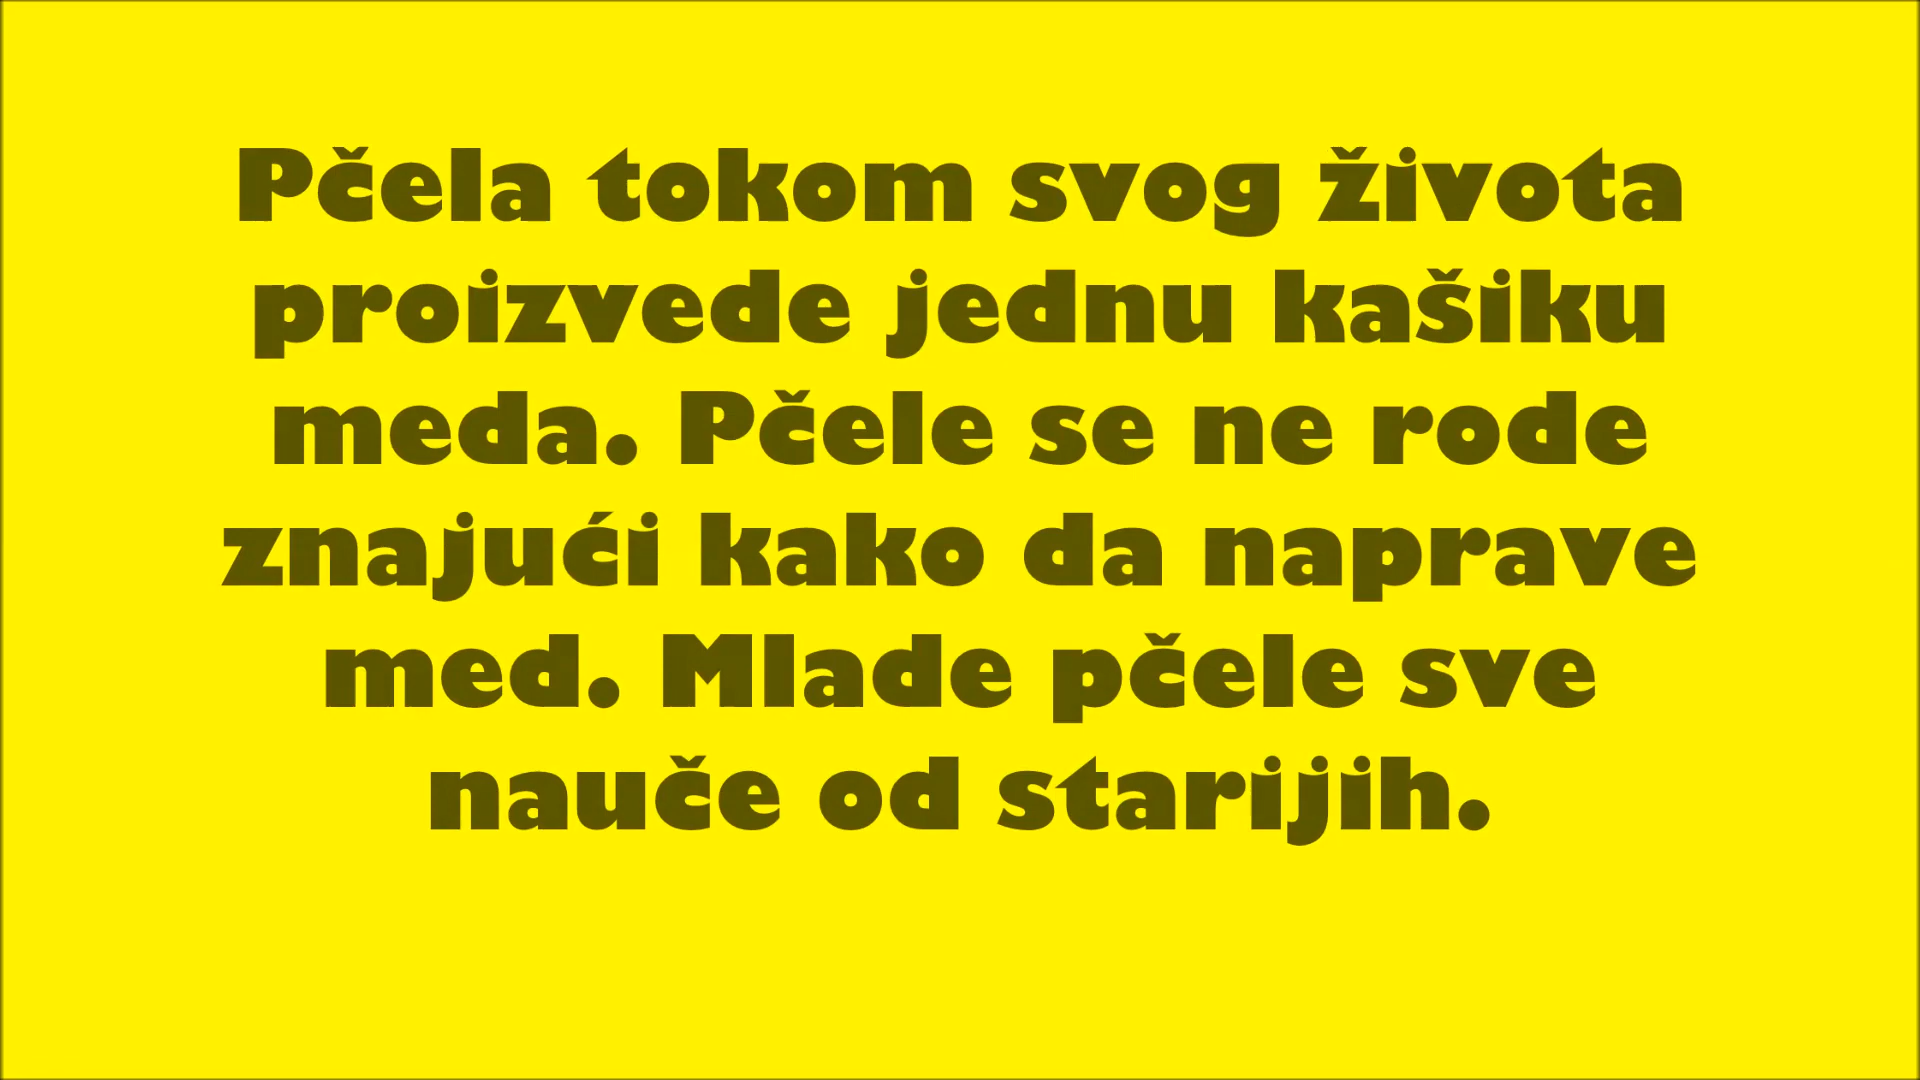 Pčela tokom svog života
proizvede jednu kašiku
meda. Pčele se ne rode
znajući kako da naprave
med. Mlade pčele sve
nauče od starijih.